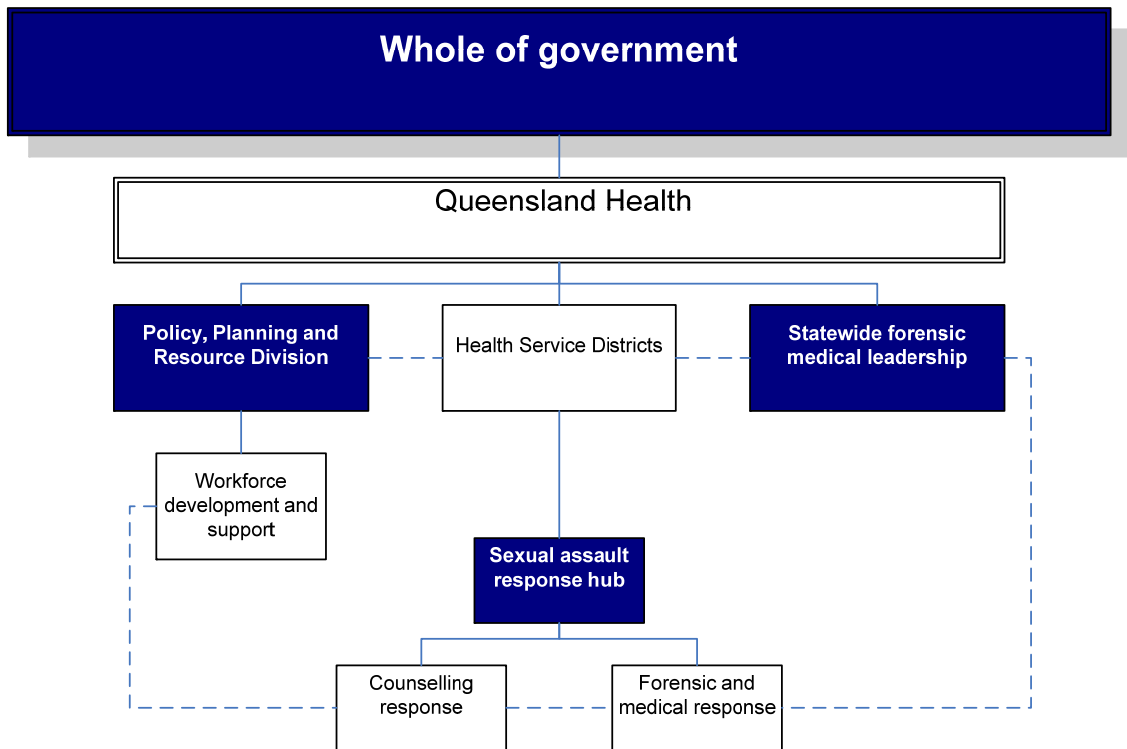 Whole of government
Queensland Health
Policy, Planning and
Resource Division
Health Service Districts
Statewide forensic
medical leadership
Workforce
development and
support
Sexual assault
response hub
Counselling
response
Forensic and
medical response